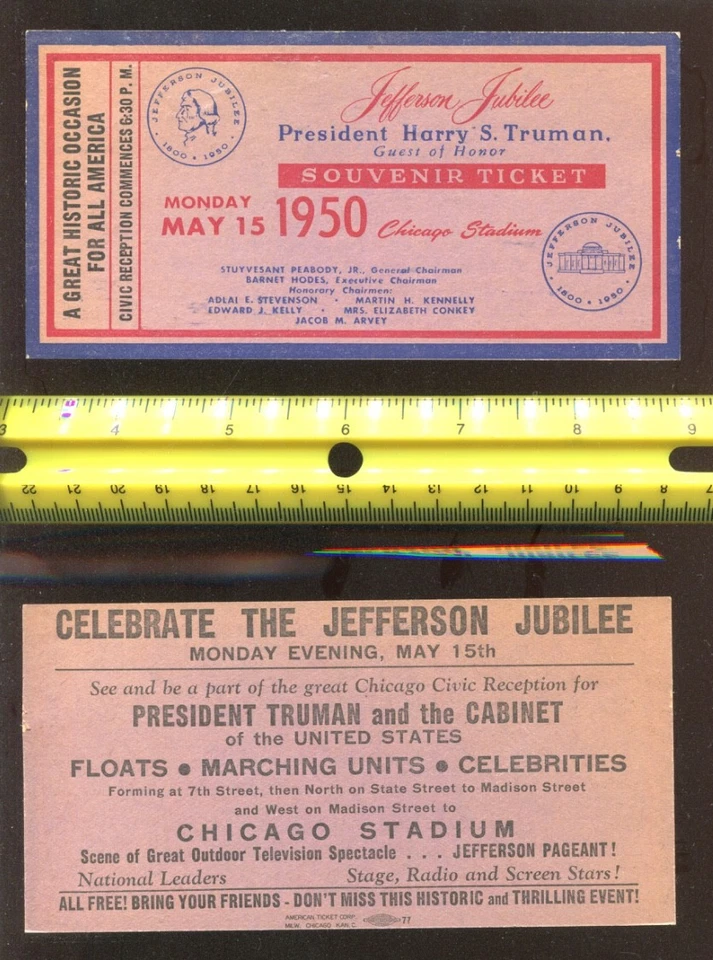 A GREAT HISTORIC OCCASION
FOR ALL AMERICA
CIVIC RECEPTION COMMENCES 6:30 P. M.
JEFFERSON JUBILEE
1800 • 1950
Jefferson Jubilee
President Harry S. Truman,
Guest of Honor
SOUVENIR TICKET
MONDAY
MAY 15 1950 Chicago Stadium
JEFFERSON JUBILEE
1800 • 1950
STUYVESANT PEABODY, JR., General Chairman
BARNET HODES, Executive Chairman
Honorary Chairmen:
ADLAI E. STEVENSON • MARTIN H. KENNELLY
EDWARD J. KELLY • MRS. ELIZABETH CONKEY
JACOB M. ARVEY
3 4 5 6 7 8 9
22 21 20 19 18 17 16 15 14 13 12 11 10 9 8 7
CELEBRATE THE JEFFERSON JUBILEE
MONDAY EVENING, MAY 15th
See and be a part of the great Chicago Civic Reception for
PRESIDENT TRUMAN and the CABINET
of the UNITED STATES
FLOATS • MARCHING UNITS • CELEBRITIES
Forming at 7th Street, then North on State Street to Madison Street
and West on Madison Street to
CHICAGO STADIUM
Scene of Great Outdoor Television Spectacle . . . JEFFERSON PAGEANT!
National Leaders Stage, Radio and Screen Stars!
ALL FREE! BRING YOUR FRIENDS - DON'T MISS THIS HISTORIC and THRILLING EVENT!
AMERICAN TICKET CORP.
CHICAGO KAN. C. 77